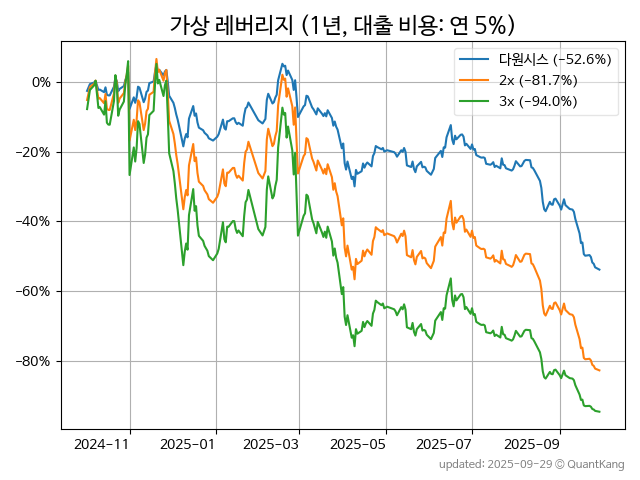 가상 레버리지 (1년, 대출 비용: 연 5%)
다원시스 (−52.6%)
2x (−81.7%)
3x (−94.0%)
0%
−20%
−40%
−60%
−80%
2024-11 2025-01 2025-03 2025-05 2025-07 2025-09
updated: 2025-09-29 © QuantKang